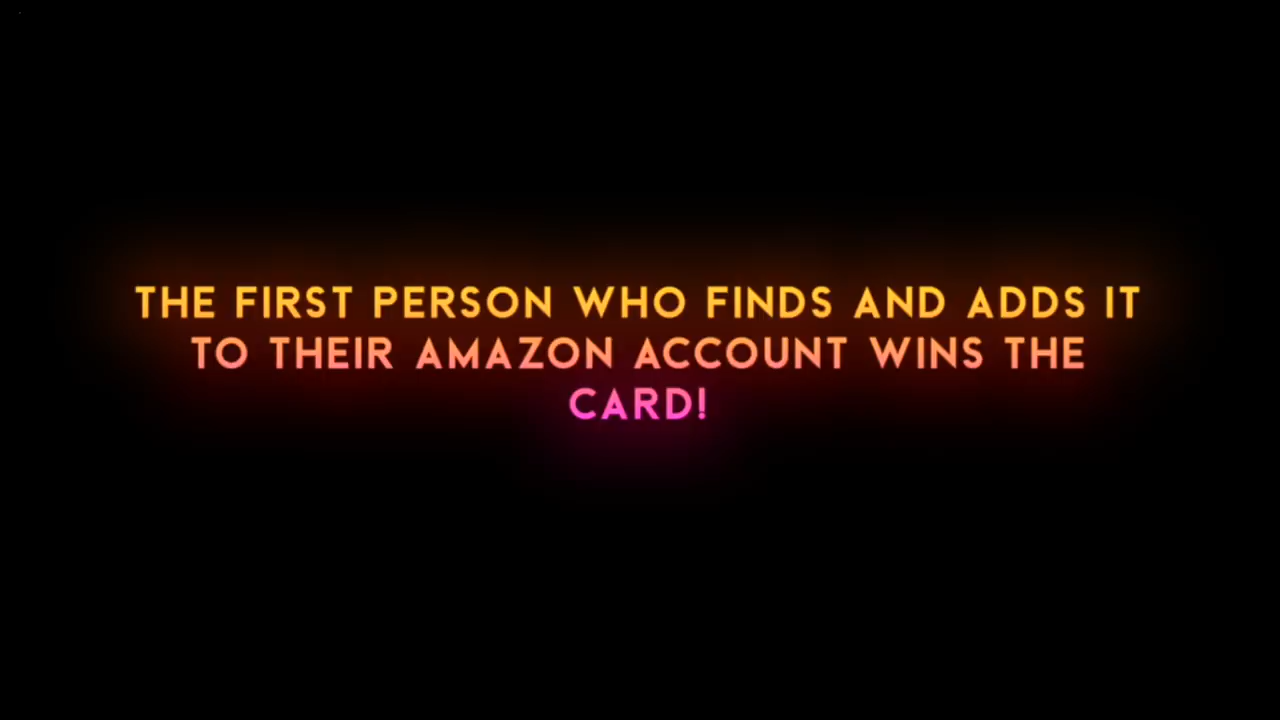 THE FIRST PERSON WHO FINDS AND ADDS IT
TO THEIR AMAZON ACCOUNT WINS THE
CARD!